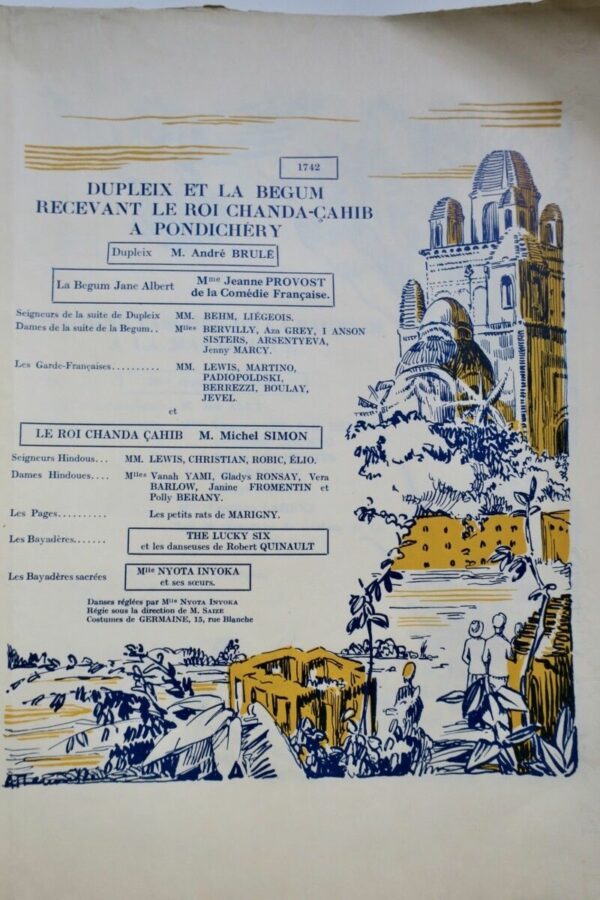 1742
DUPLEIX ET LA BEGUM
RECEVANT LE ROI CHANDA-ÇAHIB
A PONDICHÉRY
Dupleix M. André BRULÉ
La Begum Jane Albert Mme Jeanne PROVOST
de la Comédie Française.
Seigneurs de la suite de Dupleix MM. BEHM, LIÉGEOIS.
Dames de la suite de la Begum.. Mlles BERVILLY, Aza GREY, I ANSON
SISTERS, ARSENTYEVA,
Jenny MARCY.
Les Garde-Françaises.......... MM. LEWIS, MARTINO,
PADIOPOLDSKI,
BERREZZI, BOULAY,
JEVEL.
et
LE ROI CHANDA ÇAHIB M. Michel SIMON
Seigneurs Hindous... MM. LEWIS, CHRISTIAN, ROBIC, ÉLIO.
Dames Hindoues.... Mlles Vanah YAMI, Gladys RONSAY, Vera
BARLOW, Janine FROMENTIN et
Polly BERANY.
Les Pages.......... Les petits rats de MARIGNY.
Les Bayadères....... THE LUCKY SIX
et les danseuses de Robert QUINAULT
Les Bayadères sacrées Mlle NYOTA INYOKA
et ses sœurs.
Danses réglées par Mlle NYOTA INYOKA
Régie sous la direction de M. SAIZE
Costumes de GERMAINE, 15, rue Blanche